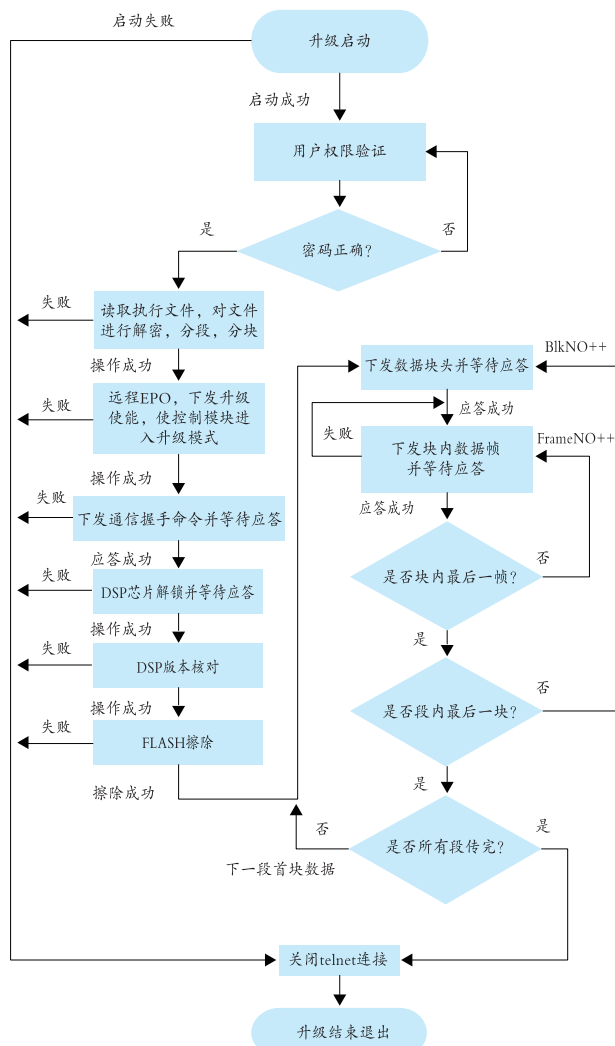 启动失败
升级启动
启动成功
用户权限验证
是
密码正确?
否
失败
读取执行文件，对文件
进行解密，分段，分块
操作成功
失败
远程EPO，下发升级
使能，使控制模块进
入升级模式
操作成功
失败
下发通信握手命令并等待应答
应答成功
失败
DSP芯片解锁并等待应答
操作成功
失败
DSP版本核对
操作成功
失败
FLASH擦除
擦除成功
BlkNO++
下发数据块头并等待应答
应答成功
失败
FrameNO++
下发块内数据帧
并等待应答
应答成功
否
是否块内最后一帧?
是
否
是否段内最后一块?
是
否
是否所有段传完?
是
下一段首块数据
关闭telnet连接
升级结束退出